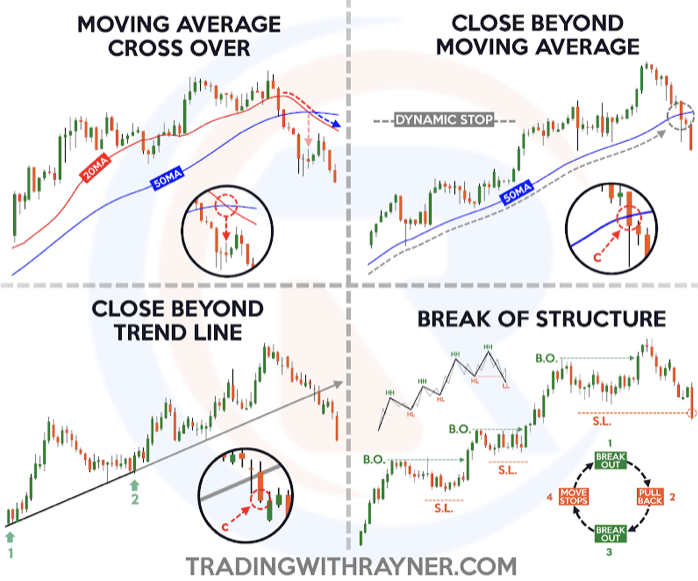 MOVING AVERAGE
CROSS OVER
20MA
50MA
CLOSE BEYOND
MOVING AVERAGE
DYNAMIC STOP
50MA
C
CLOSE BEYOND
TREND LINE
1
2
C
BREAK OF STRUCTURE
HH
HH
HH
HH
HL
HL
HL
LL
B.O.
B.O.
B.O.
S.L.
S.L.
S.L.
1
BREAK
OUT
4 MOVE
STOPS
PULL
BACK 2
BREAK
OUT
3
TRADINGWITHRAYNER.COM